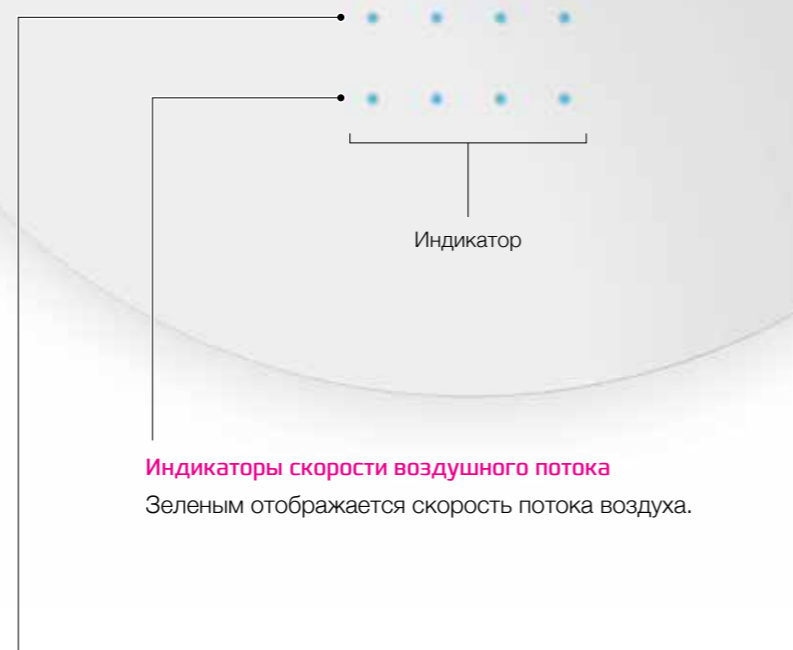 Индикатор
Индикаторы скорости воздушного потока
Зеленым отображается скорость потока воздуха.